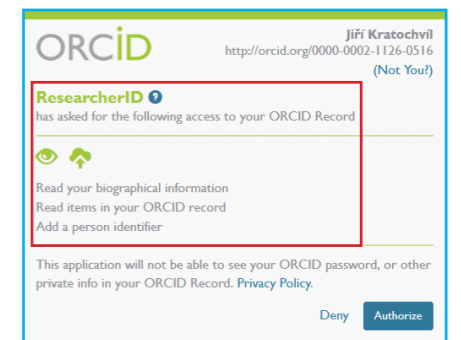 ORCID
Jiří Kratochvíl
http://orcid.org/0000-0002-1126-0516
(Not You?)
ResearcherID ?
has asked for the following access to your ORCID Record
Read your biographical information
Read items in your ORCID record
Add a person identifier
This application will not be able to see your ORCID password, or other
private info in your ORCID Record. Privacy Policy.
Deny Authorize